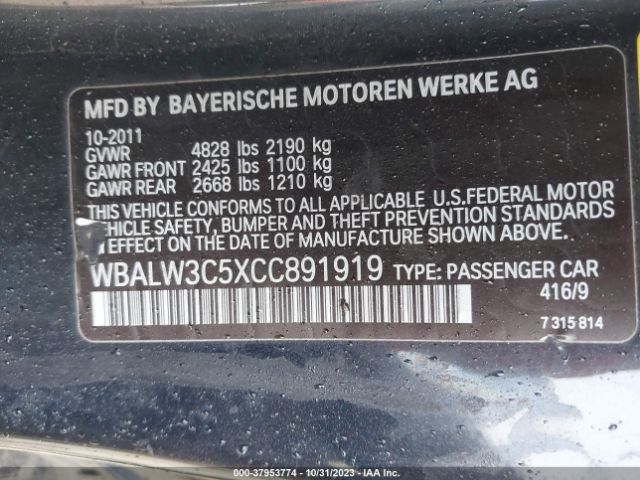 MFD BY BAYERISCHE MOTOREN WERKE AG
10-2011
GVWR 4828 lbs 2190 kg
GAWR FRONT 2425 lbs 1100 kg
GAWR REAR 2668 lbs 1210 kg
THIS VEHICLE CONFORMS TO ALL APPLICABLE U.S.FEDERAL MOTOR
VEHICLE SAFETY, BUMPER AND THEFT PREVENTION STANDARDS
IN EFFECT ON THE DATE OF MANUFACTURE SHOWN ABOVE.
WBALW3C5XCC891919 TYPE: PASSENGER CAR
416/9
7 315 814
000-37953774 - 10/31/2023 - IAA Inc.